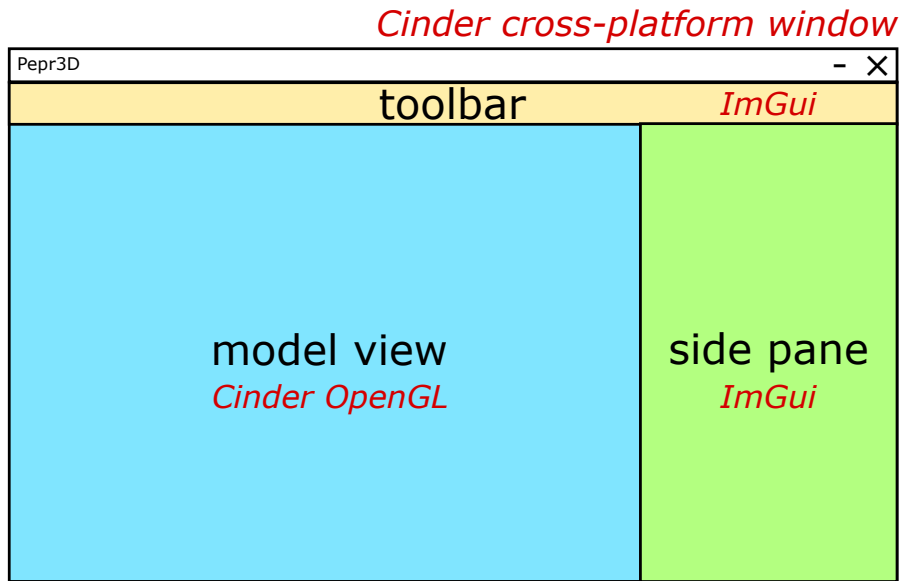 Cinder cross-platform window
Pepr3D
toolbar
ImGui
model view
Cinder OpenGL
side pane
ImGui